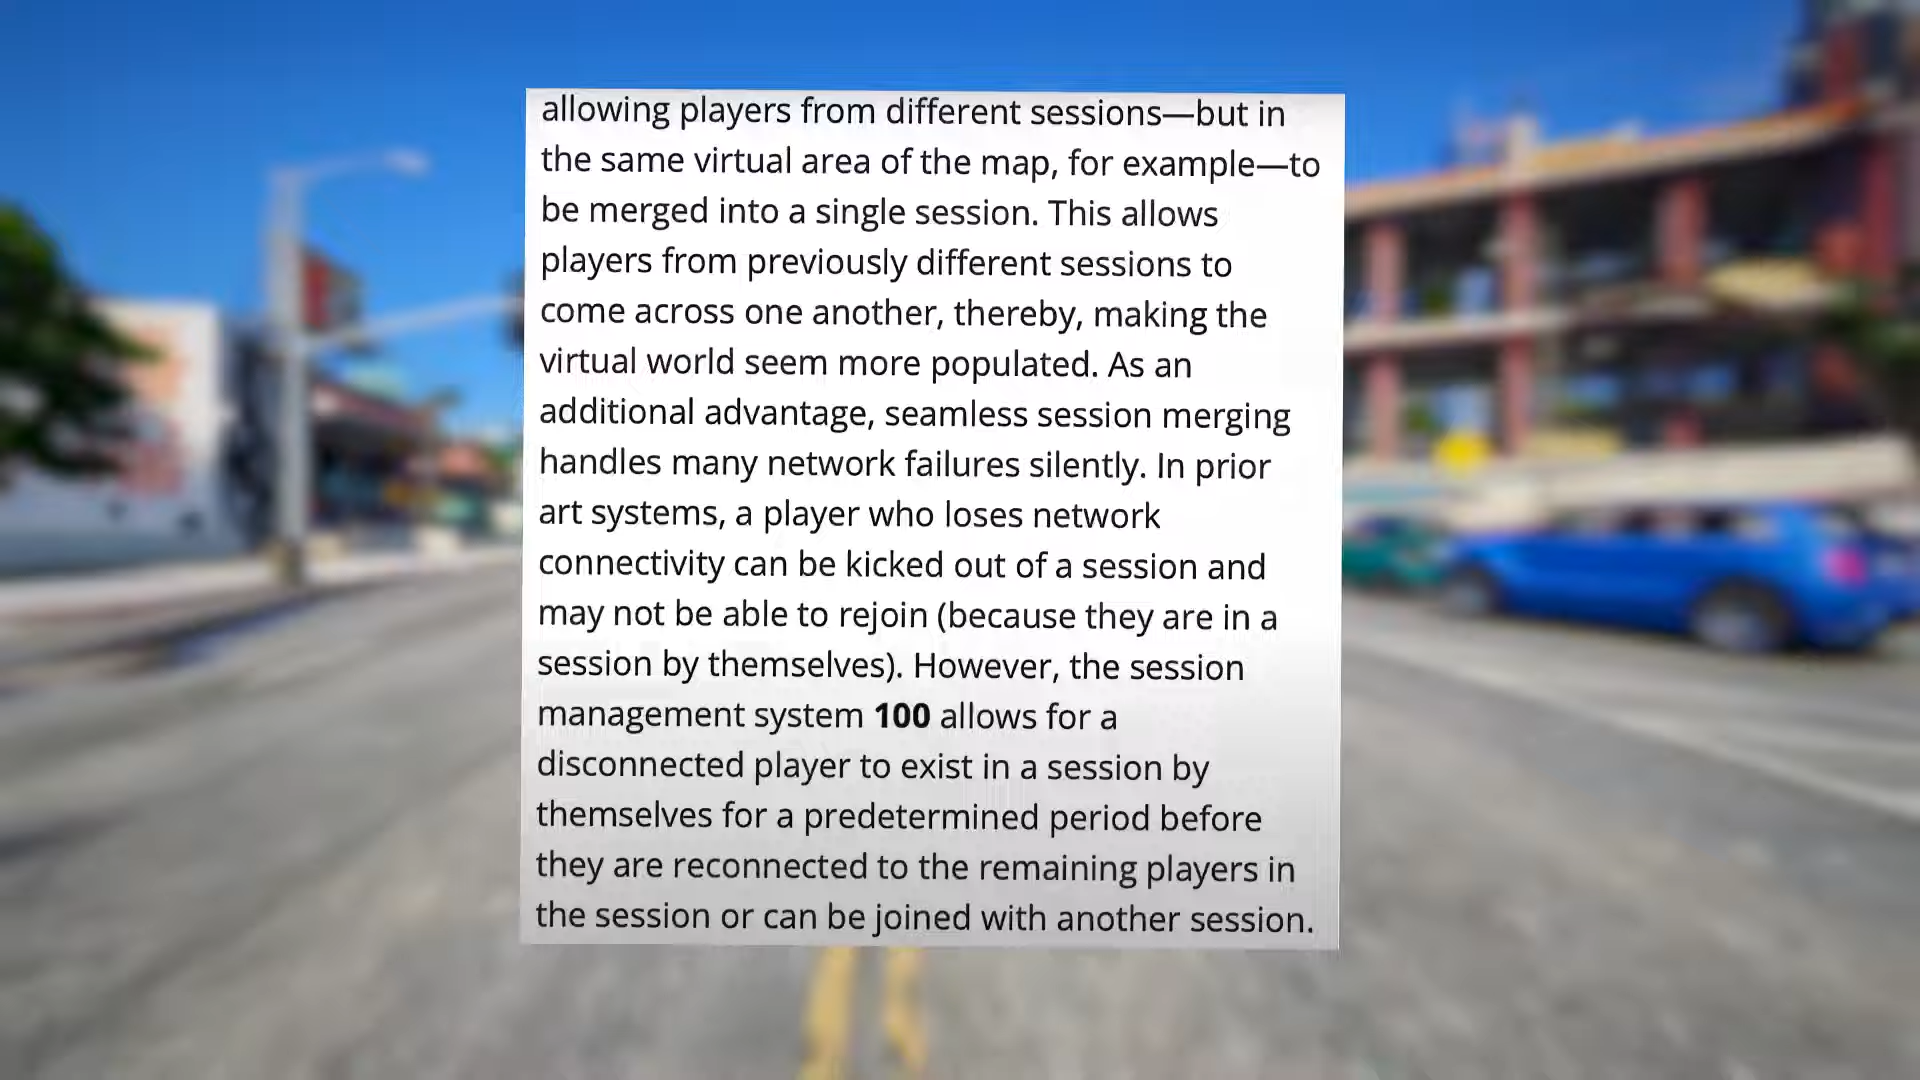 allowing players from different sessions—but in
the same virtual area of the map, for example—to
be merged into a single session. This allows
players from previously different sessions to
come across one another, thereby, making the
virtual world seem more populated. As an
additional advantage, seamless session merging
handles many network failures silently. In prior
art systems, a player who loses network
connectivity can be kicked out of a session and
may not be able to rejoin (because they are in a
session by themselves). However, the session
management system 100 allows for a
disconnected player to exist in a session by
themselves for a predetermined period before
they are reconnected to the remaining players in
the session or can be joined with another session.